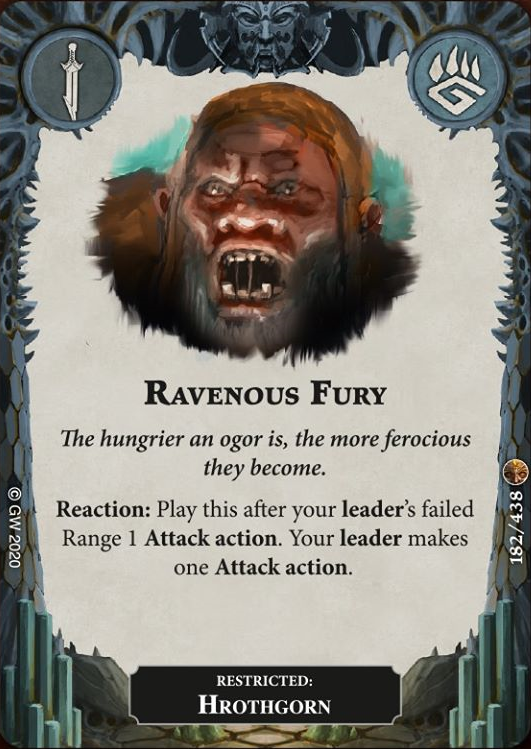 Ravenous Fury
The hungrier an ogor is, the more ferocious
they become.
Reaction: Play this after your leader's failed
Range 1 Attack action. Your leader makes
one Attack action.
© GW 2020
182/438
RESTRICTED:
Hrothgorn